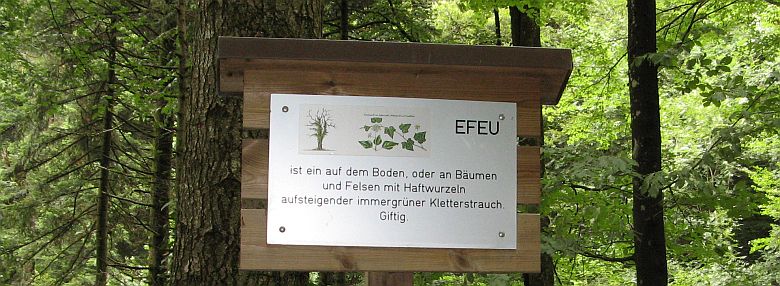 EFEU
ist ein auf dem Boden, oder an Bäumen
und Felsen mit Haftwurzeln
aufsteigender immergrüner Kletterstrauch.
Giftig.